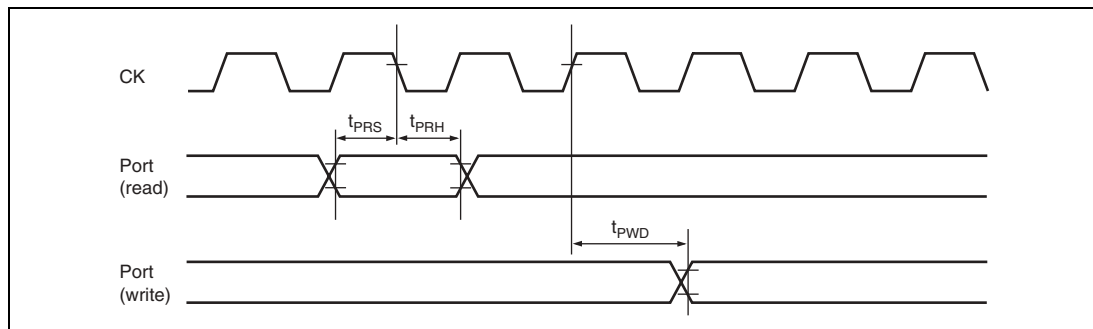 CK
tPRS tPRH
Port
(read)
tPWD
Port
(write)